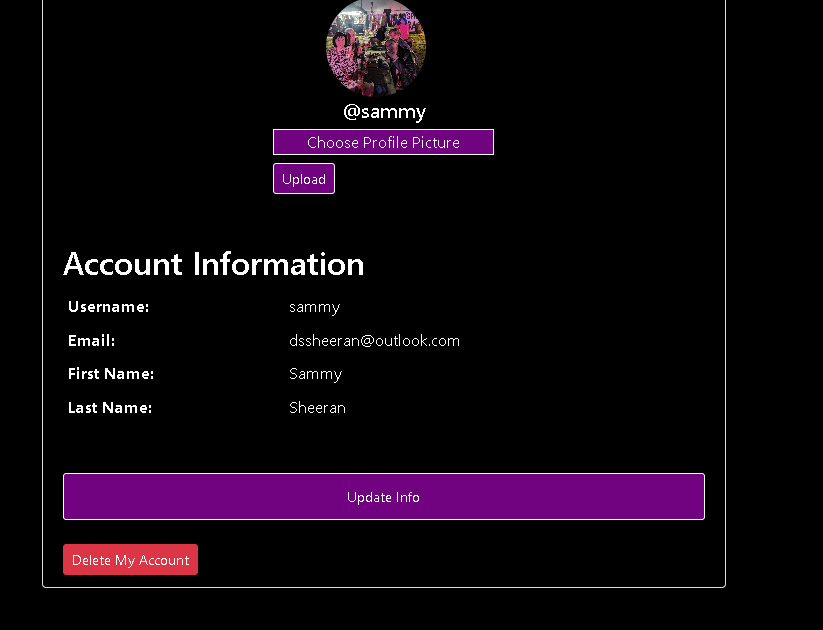 @sammy
Choose Profile Picture
Upload
Account Information
Username: sammy
Email: dssheeran@outlook.com
First Name: Sammy
Last Name: Sheeran
Update Info
Delete My Account